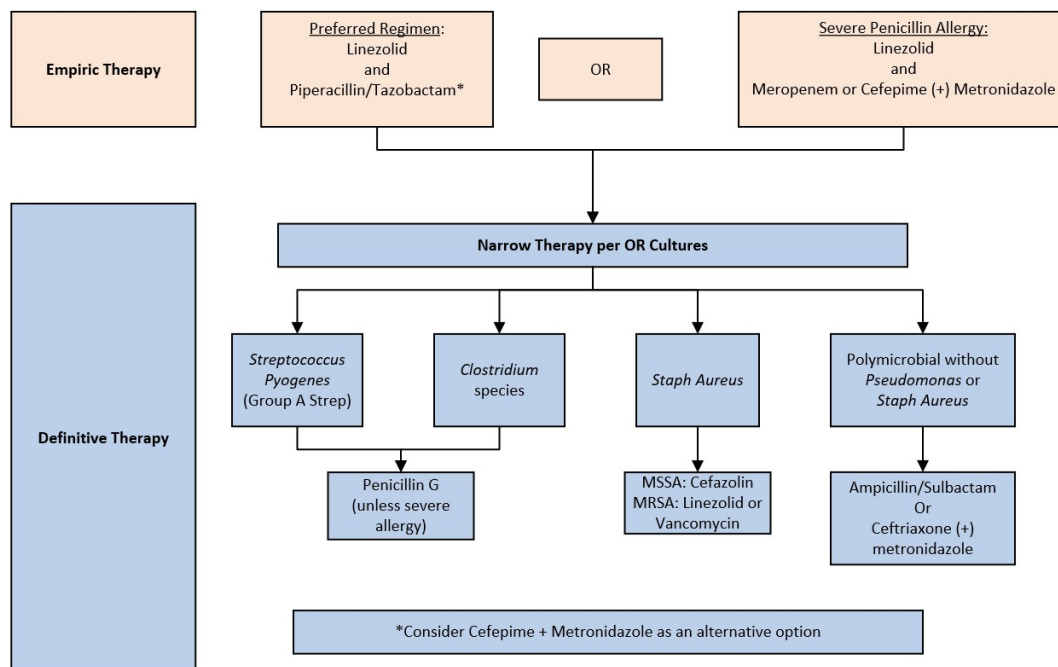 Empiric Therapy
Preferred Regimen:
Linezolid
and
Piperacillin/Tazobactam*
OR
Severe Penicillin Allergy:
Linezolid
and
Meropenem or Cefepime (+) Metronidazole
Definitive Therapy
Narrow Therapy per OR Cultures
Streptococcus
Pyogenes
(Group A Strep)
Clostridium
species
Staph Aureus
Polymicrobial without
Pseudomonas or
Staph Aureus
Penicillin G
(unless severe
allergy)
MSSA: Cefazolin
MRSA: Linezolid or
Vancomycin
Ampicillin/Sulbactam
Or
Ceftriaxone (+)
metronidazole
*Consider Cefepime + Metronidazole as an alternative option